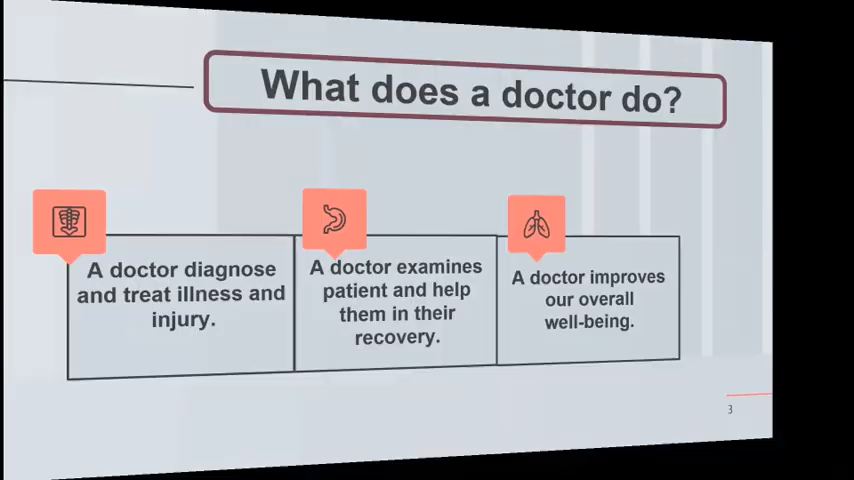 What does a doctor do?
A doctor diagnose
and treat illness and
injury.
A doctor examines
patient and help
them in their
recovery.
A doctor improves
our overall
well-being.
3